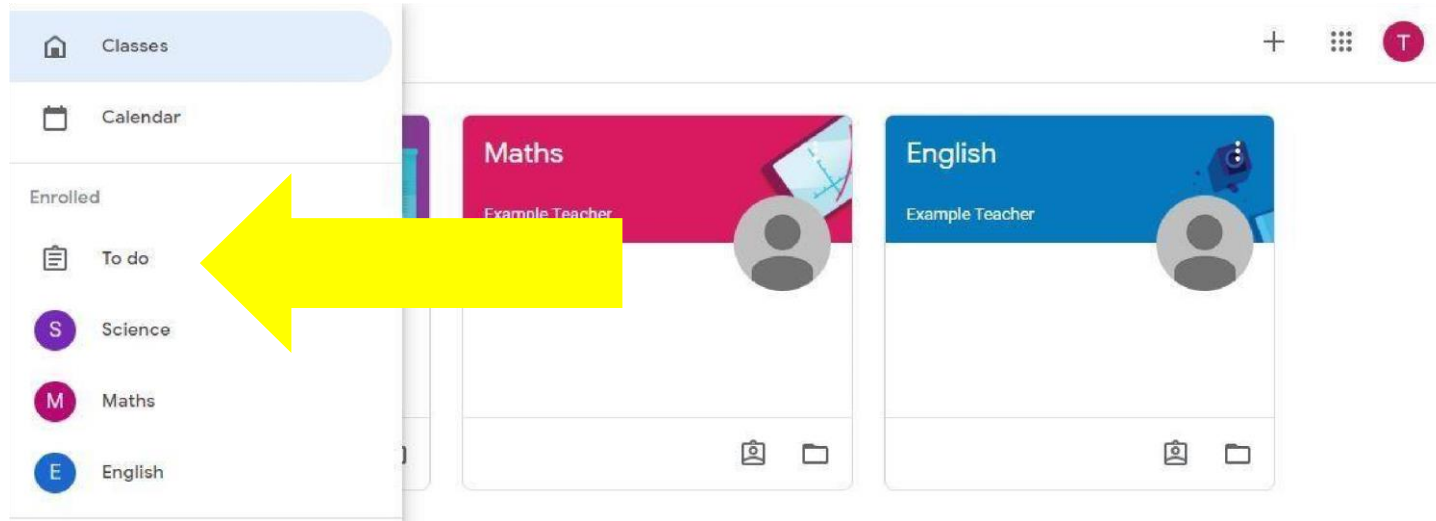 Classes
T
Calendar
Maths
English
Enrolled
Example Teacher
Example Teacher
To do
S Science
M Maths
E English